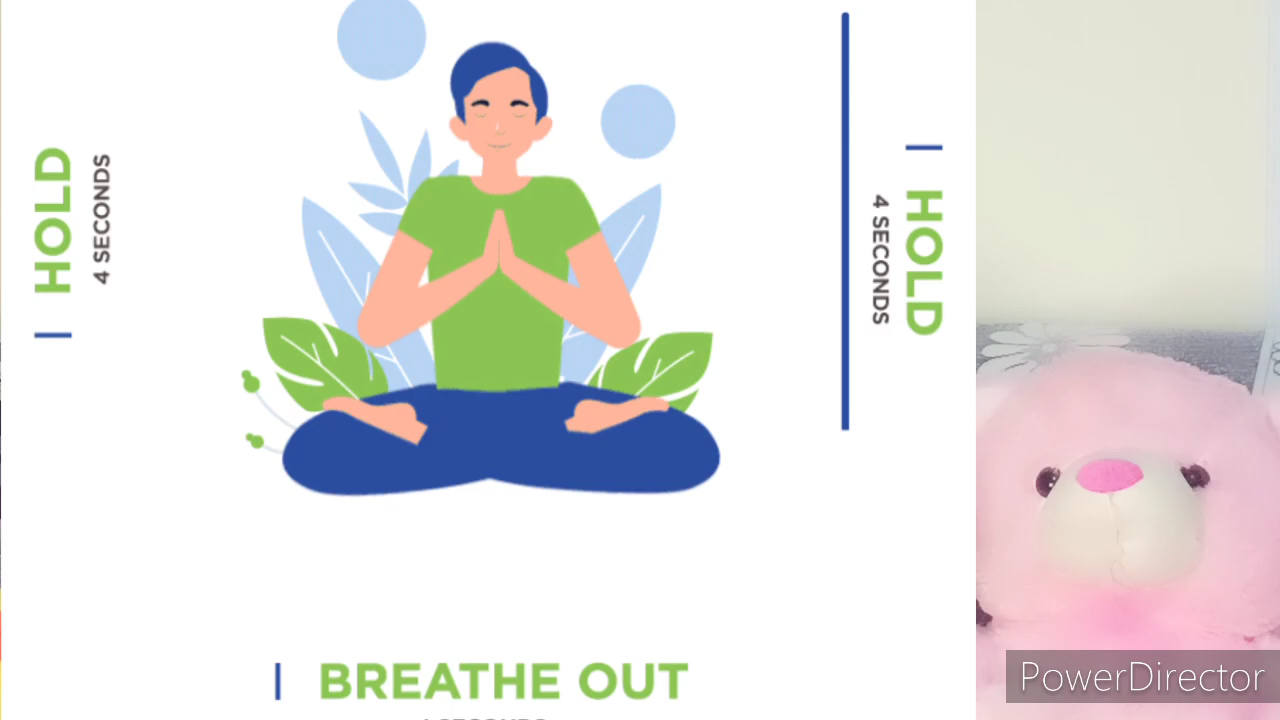 HOLD
4 SECONDS
HOLD
4 SECONDS
BREATHE OUT
PowerDirector